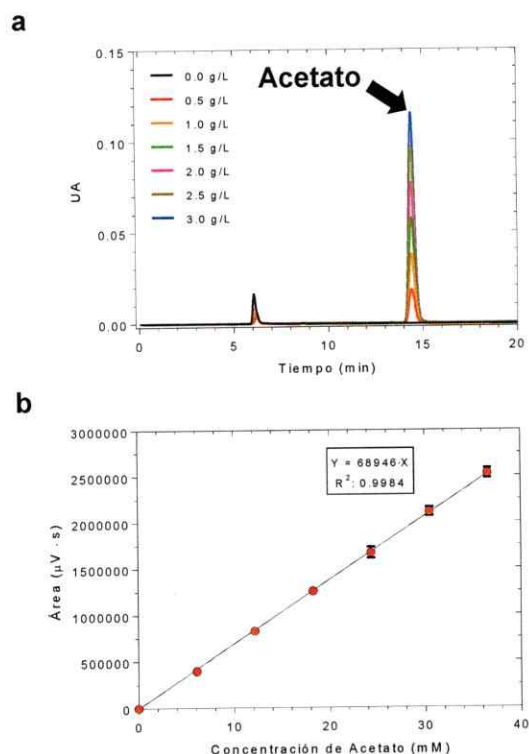 a
0.15
0.10
0.05
0.00
UA
0.0 g/L
0.5 g/L
1.0 g/L
1.5 g/L
2.0 g/L
2.5 g/L
3.0 g/L
Acetato
0
5
10
15
20
Tiempo (min)
b
3000000
2500000
2000000
1500000
1000000
500000
0
Área (µV · s)
Y = 68946·X
R²: 0.9984
0
10
20
30
40
Concentración de Acetato (mM)